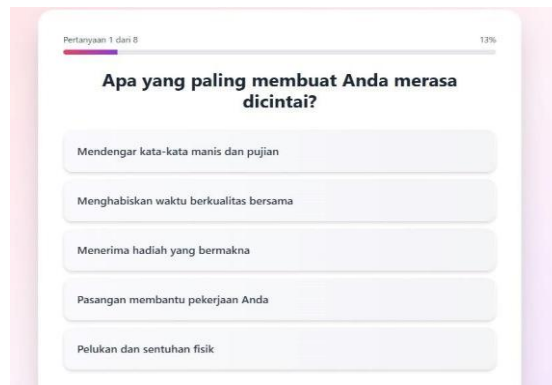 Pertanyaan 1 dari 8
13%
Apa yang paling membuat Anda merasa
dicintai?
Mendengar kata-kata manis dan pujian
Menghabiskan waktu berkualitas bersama
Menerima hadiah yang bermakna
Pasangan membantu pekerjaan Anda
Pelukan dan sentuhan fisik